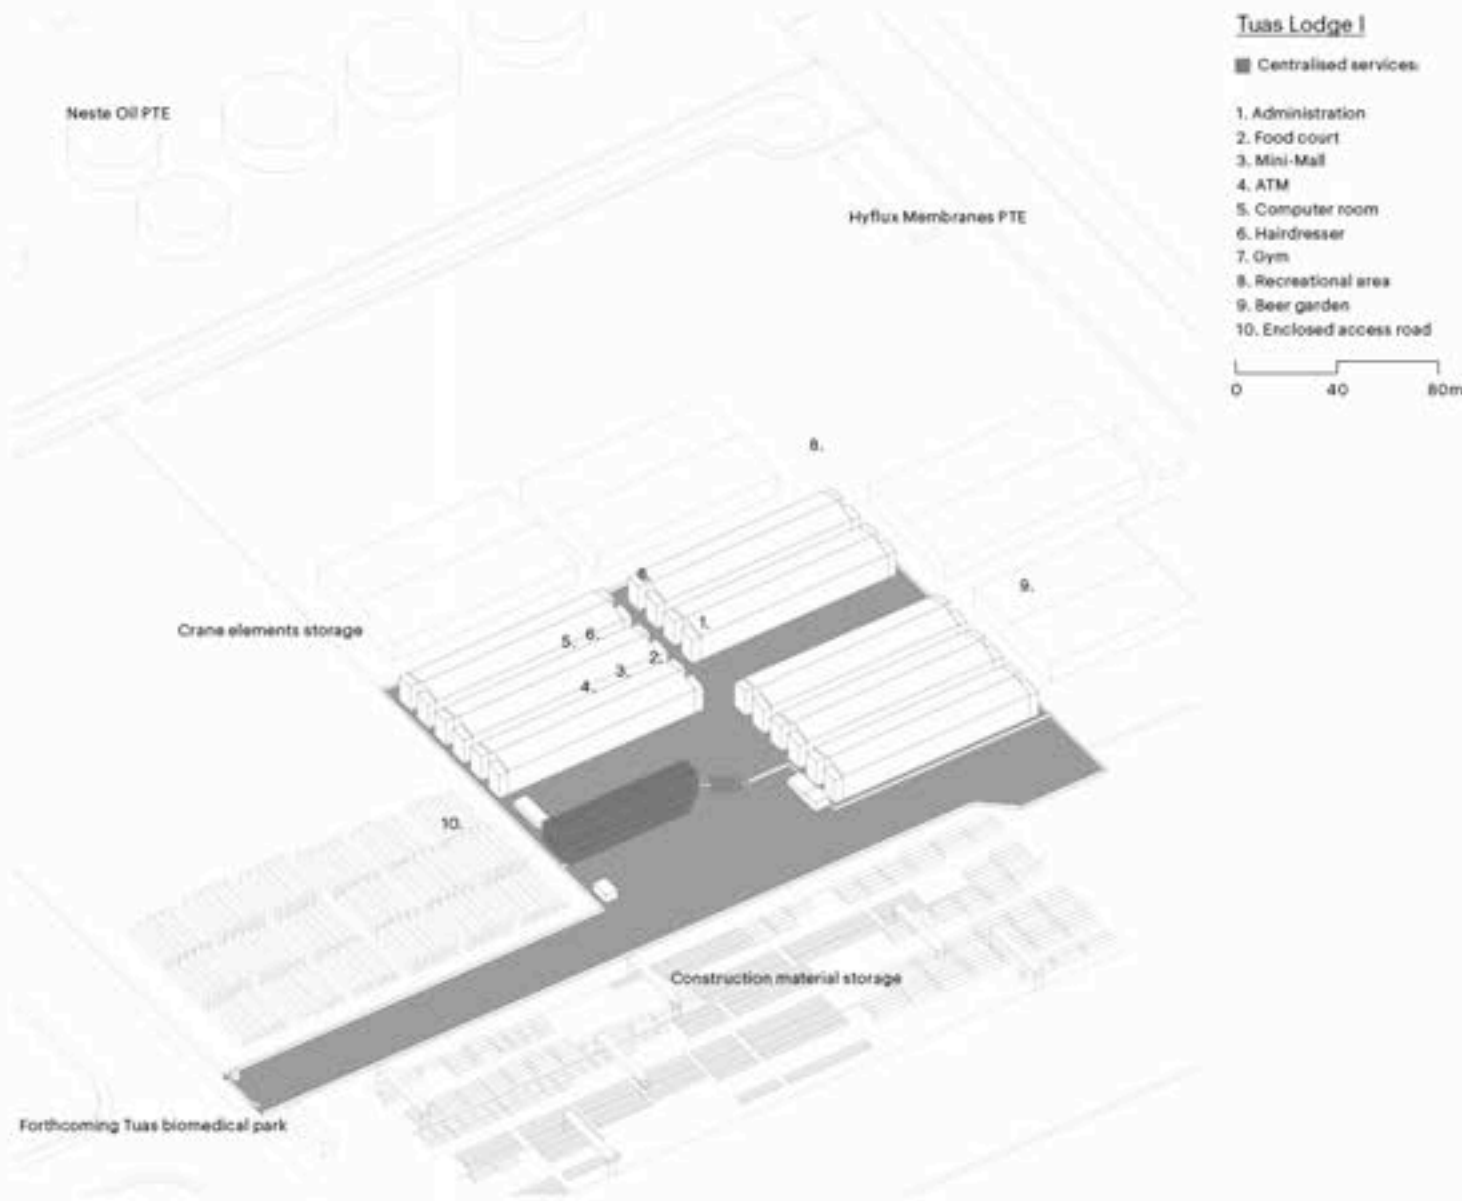 Tuas Lodge I
Centralised services:
1. Administration
2. Food court
3. Mini-Mall
4. ATM
5. Computer room
6. Hairdresser
7. Gym
8. Recreational area
9. Beer garden
10. Enclosed access road
0 40 80m
Neste Oil PTE
Hyflux Membranes PTE
8.
9.
Crane elements storage
1.
5.
6.
2.
3.
4.
10.
Construction material storage
Forthcoming Tuas biomedical park